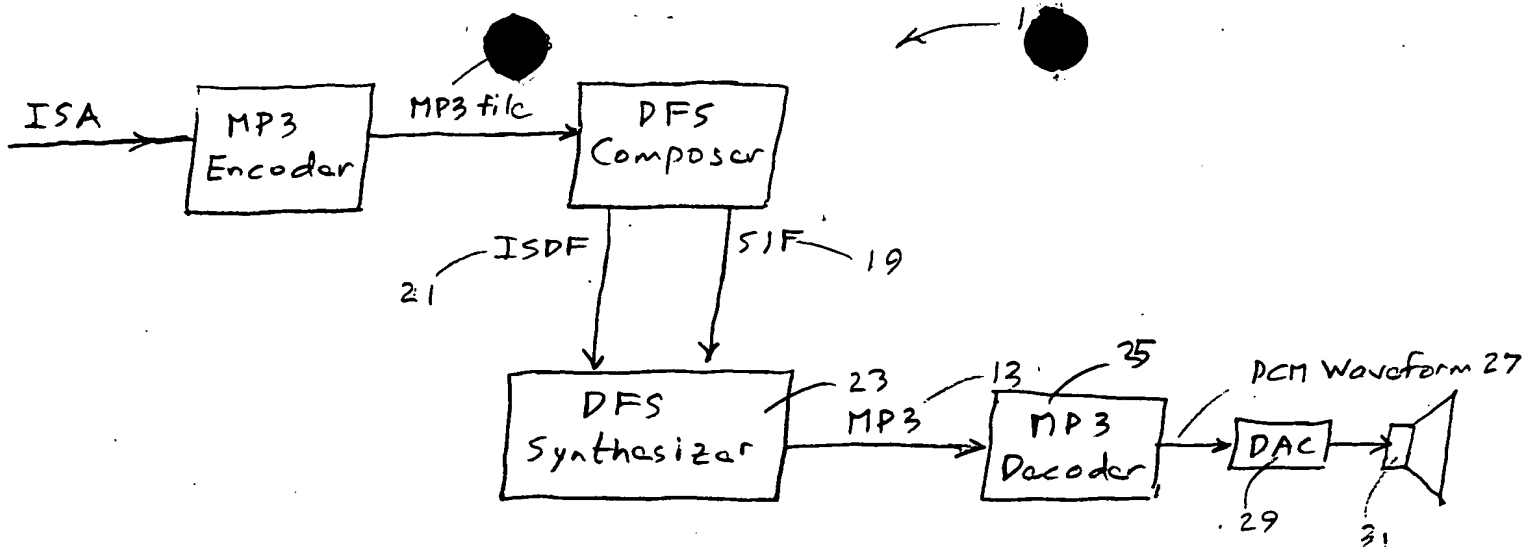 1
ISA
MP3
Encoder
MP3 file
DFS
Composer
ISDF
21
SIF
19
DFS
Synthesizer
23
MP3
13
25
MP3
Decoder
PCM Waveform 27
DAC
29
31